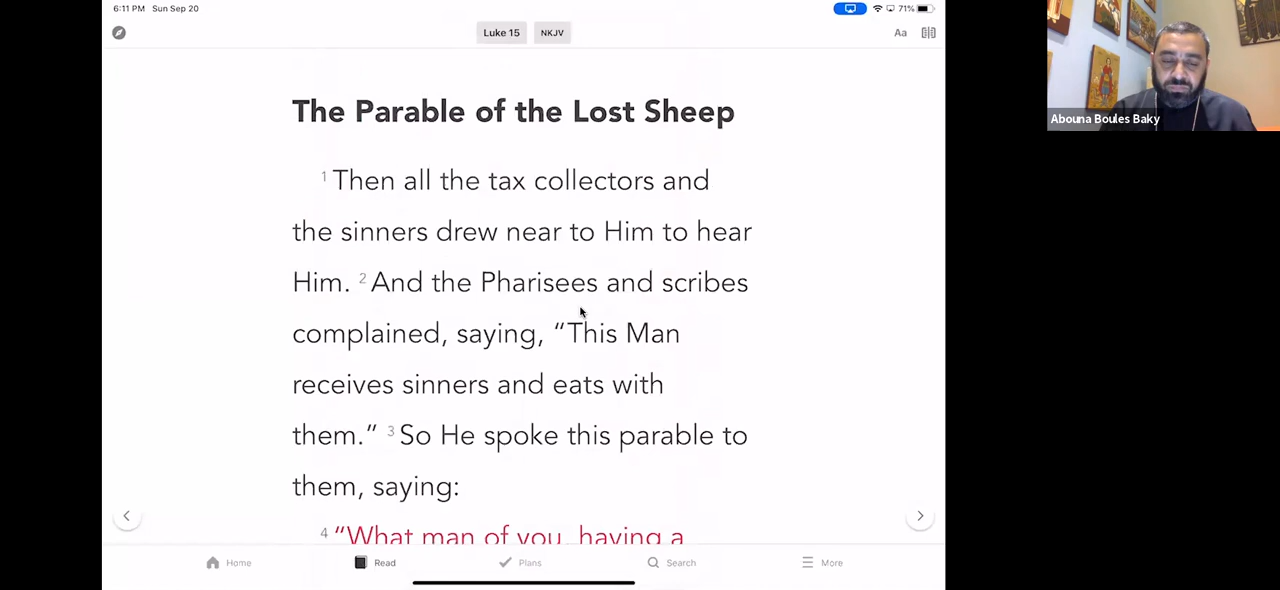 6:11 PM Sun Sep 20
71%
Luke 15 NKJV
Aa
The Parable of the Lost Sheep
1 Then all the tax collectors and
the sinners drew near to Him to hear
Him. 2 And the Pharisees and scribes
complained, saying, “This Man
receives sinners and eats with
them.” 3 So He spoke this parable to
them, saying:
4 “What man of you, having a
Home Read Plans Search More
Abouna Boules Baky